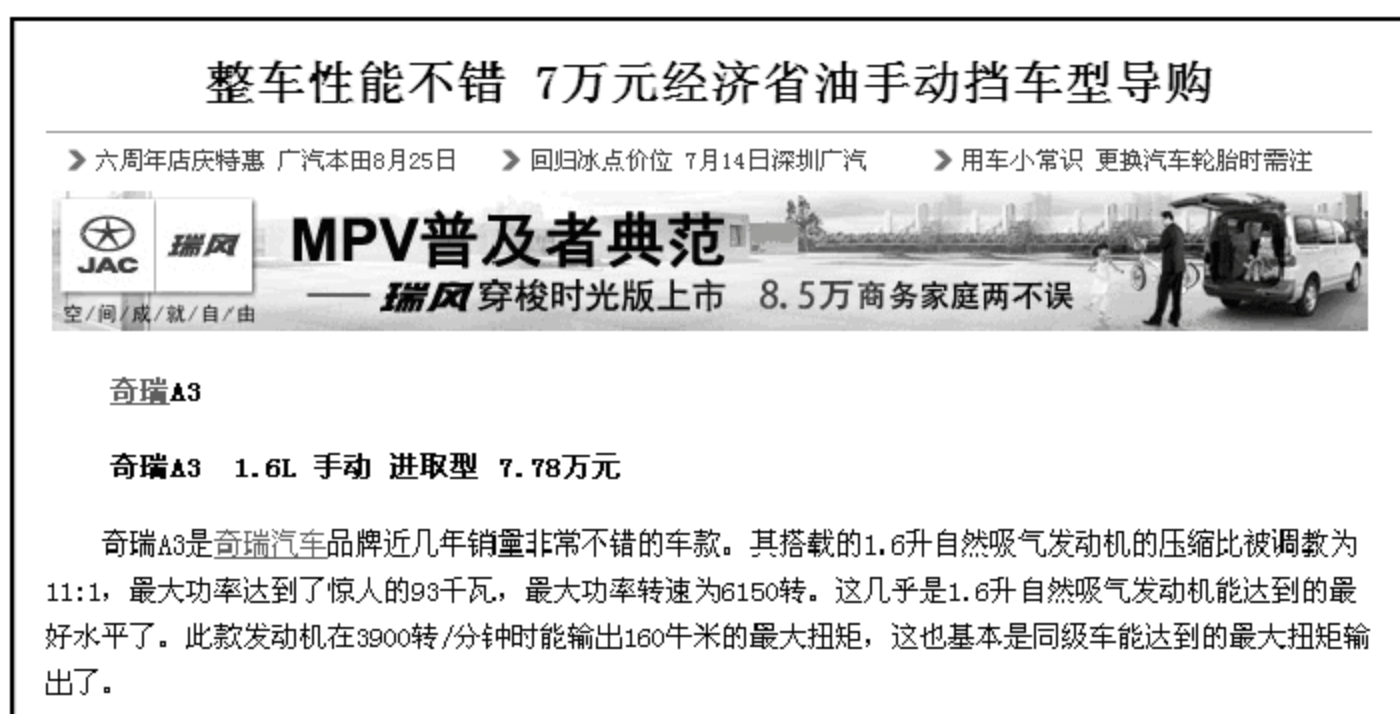 整车性能不错 7万元经济省油手动挡车型导购
六周年店庆特惠 广汽本田8月25日 回归冰点价位 7月14日深圳广汽 用车小常识 更换汽车轮胎时需注
JAC 瑞风
MPV普及者典范
瑞风穿梭时光版上市 8.5万商务家庭两不误
空/间/成/就/自/由
奇瑞A3
奇瑞A3 1.6L 手动 进取型 7.78万元
奇瑞A3是奇瑞汽车品牌近几年销量非常不错的车款。其搭载的1.6升自然吸气发动机的压缩比被调教为
11:1，最大功率达到了惊人的93千瓦，最大功率转速为6150转。这几乎是1.6升自然吸气发动机能达到的最
好水平了。此款发动机在3900转/分钟时能输出160牛米的最大扭矩，这也基本是同级车能达到的最大扭矩输
出了。